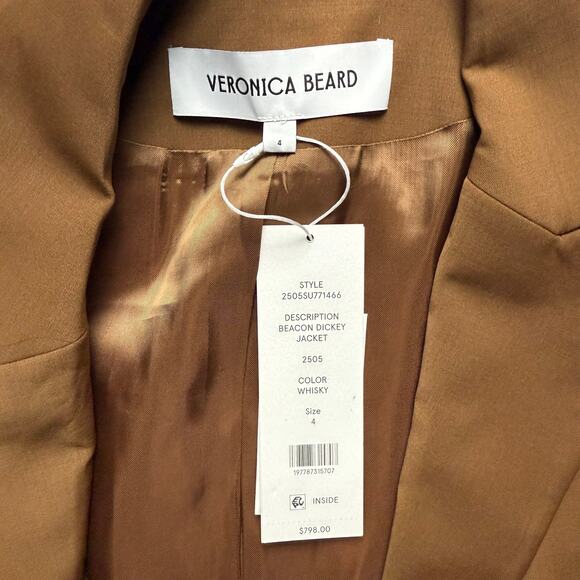 VERONICA BEARD
4
STYLE
2505SU771466
DESCRIPTION
BEACON DICKEY
JACKET
2505
COLOR
WHISKY
Size
4
197787315707
INSIDE
$798.00